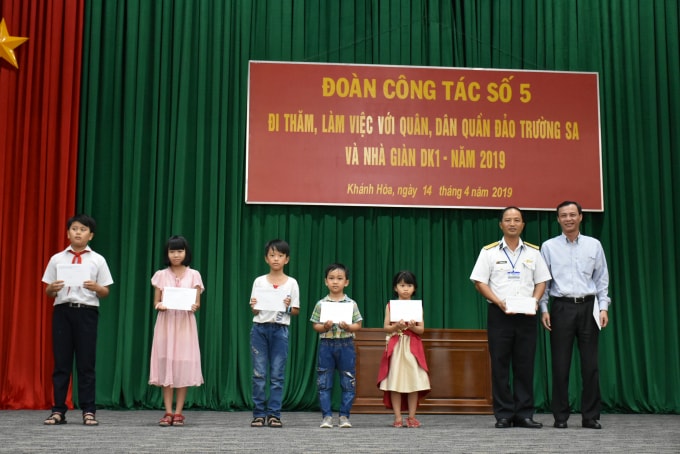 ĐOÀN CÔNG TÁC SỐ 5
ĐI THĂM, LÀM VIỆC VỚI QUÂN, DÂN QUẦN ĐẢO TRƯỜNG SA
VÀ NHÀ GIÀN DK1 - NĂM 2019
Khánh Hòa, ngày 14 tháng 4 năm 2019